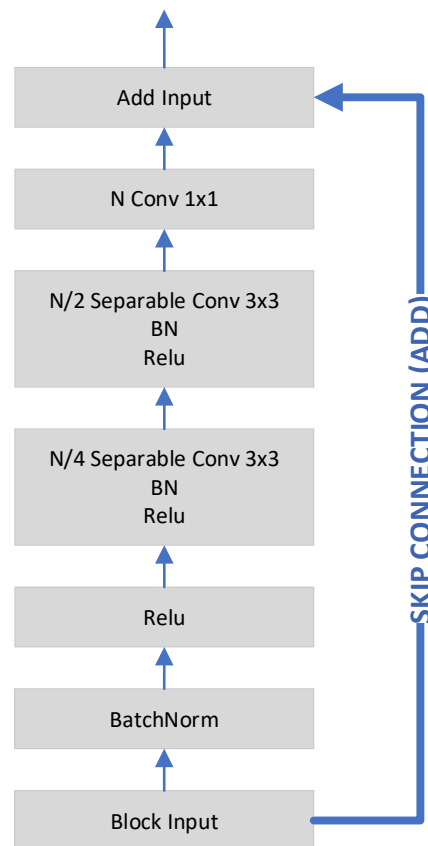 Add Input
N Conv 1x1
N/2 Separable Conv 3x3
BN
Relu
N/4 Separable Conv 3x3
BN
Relu
Relu
BatchNorm
Block Input
SKIP CONNECTION (ADD)